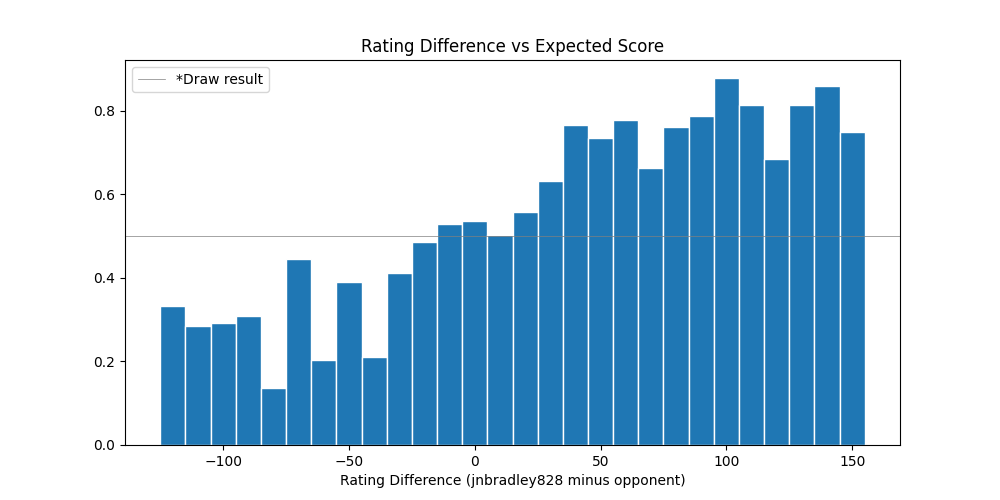 Rating Difference vs Expected Score
*Draw result
0.8
0.6
0.4
0.2
0.0
−100 −50 0 50 100 150
Rating Difference (jnbradley828 minus opponent)